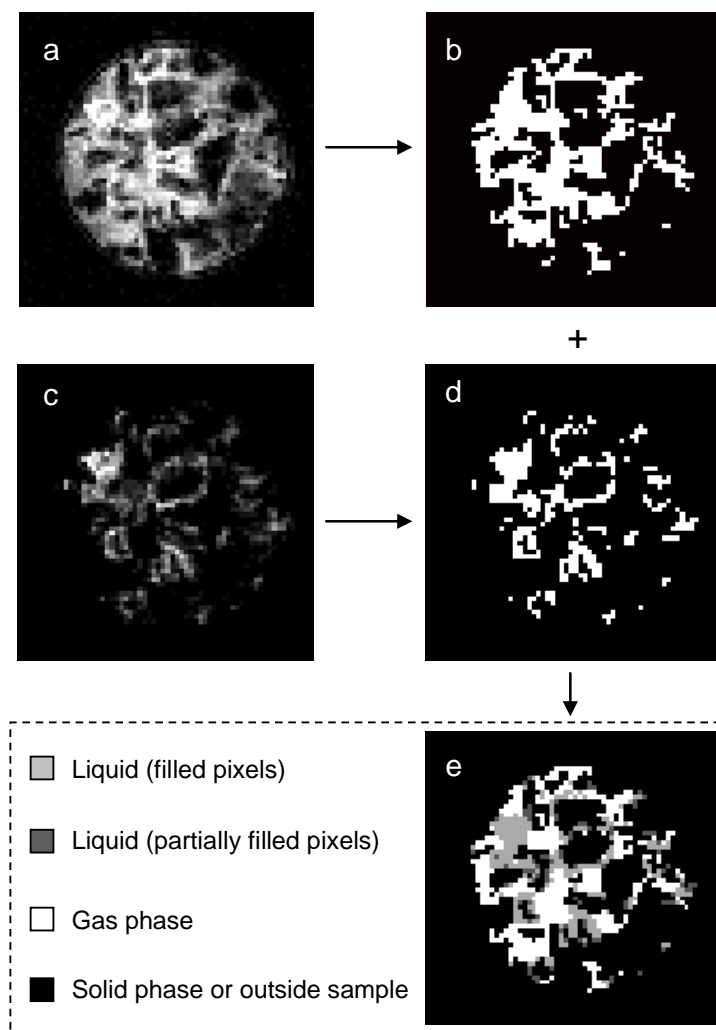 a
b
+
c
d
e
Liquid (filled pixels)
Liquid (partially filled pixels)
Gas phase
Solid phase or outside sample